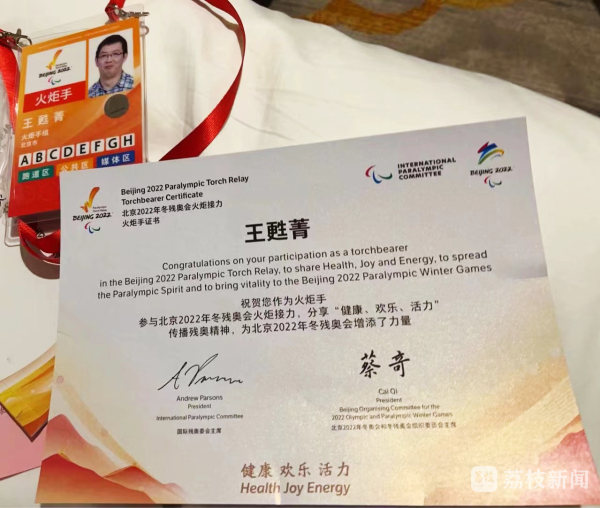 BEIJING 2022
火炬手
王甦菁
火炬手组
A B C D E F G H
跑道区 公共区 媒体区
BEIJING 2022
Beijing 2022 Paralympic Torch Relay
Torchbearer Certificate
北京2022年冬残奥会火炬接力
火炬手证书
INTERNATIONAL
PARALYMPIC
COMMITTEE
BEIJING 2022
王甦菁
Congratulations on your participation as a torchbearer
in the Beijing 2022 Paralympic Torch Relay, to share Health, Joy and Energy, to spread
the Paralympic Spirit and to bring vitality to the Beijing 2022 Paralympic Winter Games
祝贺您作为火炬手
参与北京2022年冬残奥会火炬接力，分享“健康、欢乐、活力”
传播残奥精神，为北京2022年冬残奥会增添了力量
Andrew Parsons
President
International Paralympic Committee
国际残奥委会主席
蔡奇
Cai Qi
President
Beijing Organising Committee for the
2022 Olympic and Paralympic Winter Games
北京2022年冬奥会和冬残奥会组织委员会主席
健康 欢乐 活力
Health Joy Energy
荔枝新闻